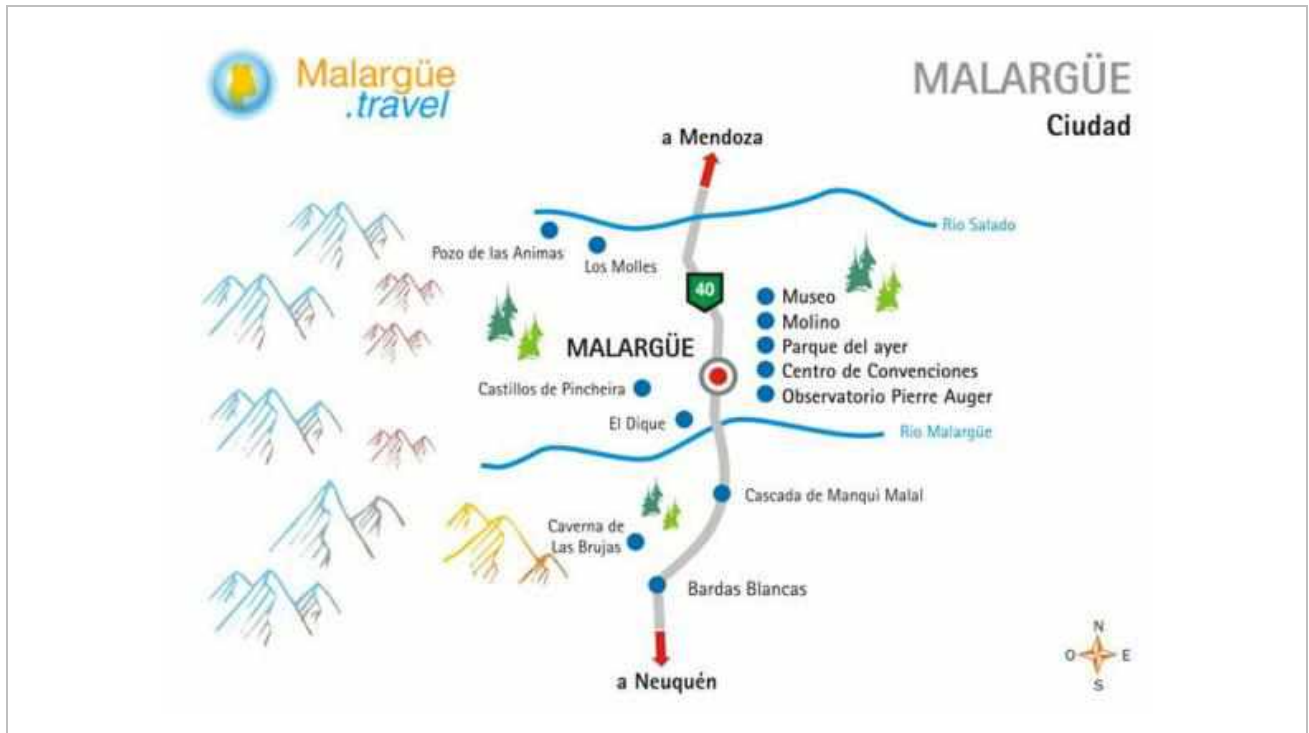 Malargüe
.travel
MALARGÜE
Ciudad
a Mendoza
Río Salado
Pozo de las Animas
Los Molles
40
Museo
Molino
MALARGÜE
Parque del ayer
Centro de Convenciones
Castillos de Pincheira
Observatorio Pierre Auger
El Dique
Río Malargüe
Cascada de Manqui Malal
Caverna de
Las Brujas
Bardas Blancas
a Neuquén
N
O E
S